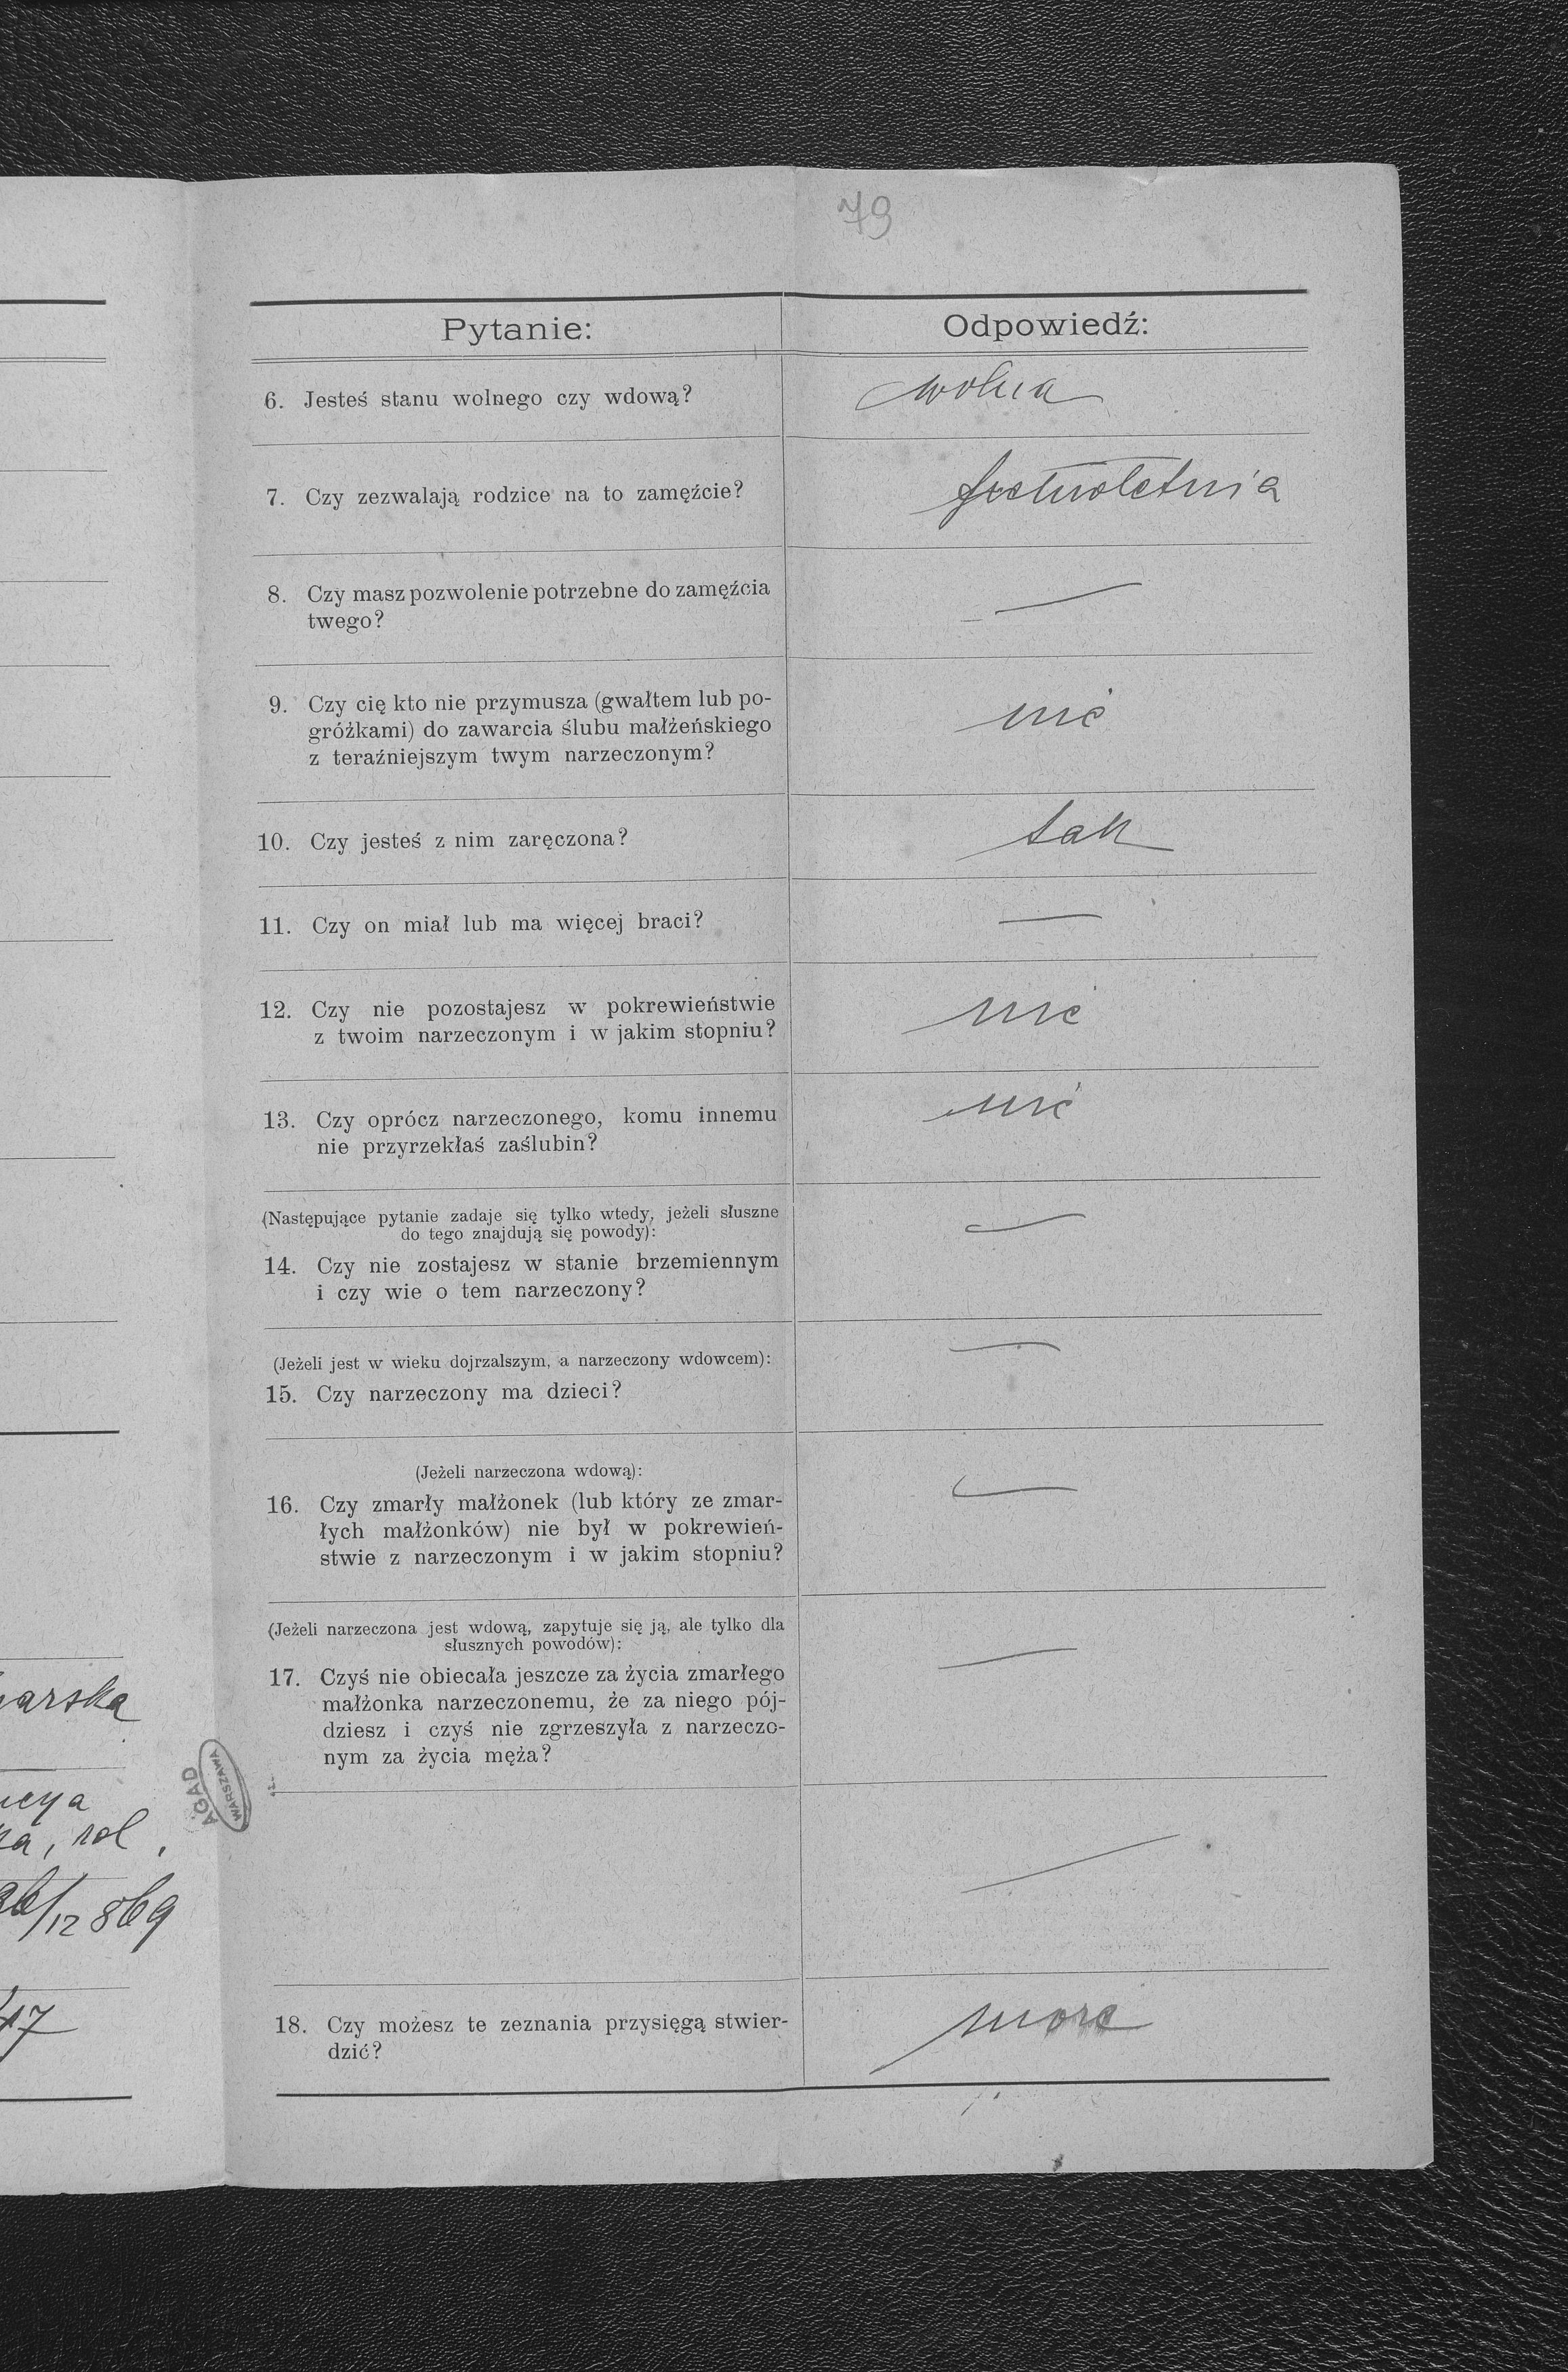 79
Pytanie:
Odpowiedź:
6. Jesteś stanu wolnego czy wdową?
wolna
7. Czy zezwalają rodzice na to zamęźcie?
pełnoletnia
8. Czy masz pozwolenie potrzebne do zamęźcia
twego?
—
9. Czy cię kto nie przymusza (gwałtem lub po-
gróżkami) do zawarcia ślubu małżeńskiego
z teraźniejszym twym narzeczonym?
nie
10. Czy jesteś z nim zaręczona?
tak
11. Czy on miał lub ma więcej braci?
—
12. Czy nie pozostajesz w pokrewieństwie
z twoim narzeczonym i w jakim stopniu?
nie
13. Czy oprócz narzeczonego, komu innemu
nie przyrzekłaś zaślubin?
nie
(Następujące pytanie zadaje się tylko wtedy, jeżeli słuszne
do tego znajdują się powody):
14. Czy nie zostajesz w stanie brzemiennym
i czy wie o tem narzeczony?
—
(Jeżeli jest w wieku dojrzalszym, a narzeczony wdowcem):
15. Czy narzeczony ma dzieci?
—
(Jeżeli narzeczona wdową):
16. Czy zmarły małżonek (lub który ze zmar-
łych małżonków) nie był w pokrewień-
stwie z narzeczonym i w jakim stopniu?
—
(Jeżeli narzeczona jest wdową, zapytuje się ją, ale tylko dla
słusznych powodów):
17. Czyś nie obiecała jeszcze za życia zmarłego
małżonka narzeczonemu, że za niego pój-
dziesz i czyś nie zgrzeszyła z narzeczo-
nym za życia męża?
—
—
18. Czy możesz te zeznania przysięgą stwier-
dzić?
może
arska
cya
a, rol,
26/12 869
47
AGAD
WARSZAWA